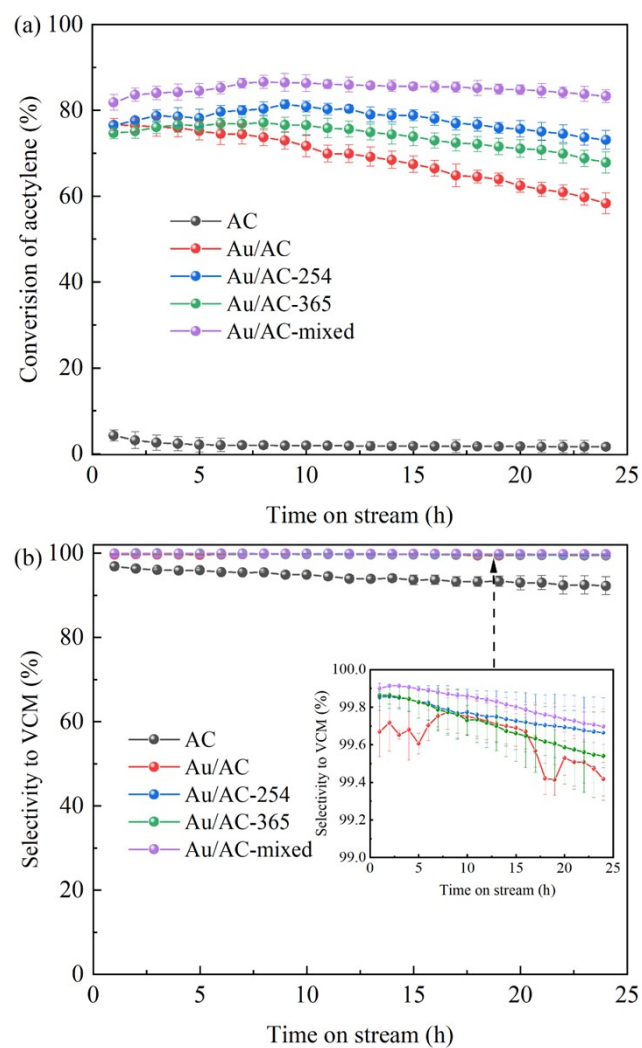 (a)
100
80
60
40
20
0
Converision of acetylene (%)
AC
Au/AC
Au/AC-254
Au/AC-365
Au/AC-mixed
0 5 10 15 20 25
Time on stream (h)
(b)
100
80
60
40
20
0
Selectivity to VCM (%)
AC
Au/AC
Au/AC-254
Au/AC-365
Au/AC-mixed
100.0
99.8
99.6
99.4
99.2
99.0
Selectivity to VCM (%)
0 5 10 15 20 25
Time on stream (h)
0 5 10 15 20 25
Time on stream (h)